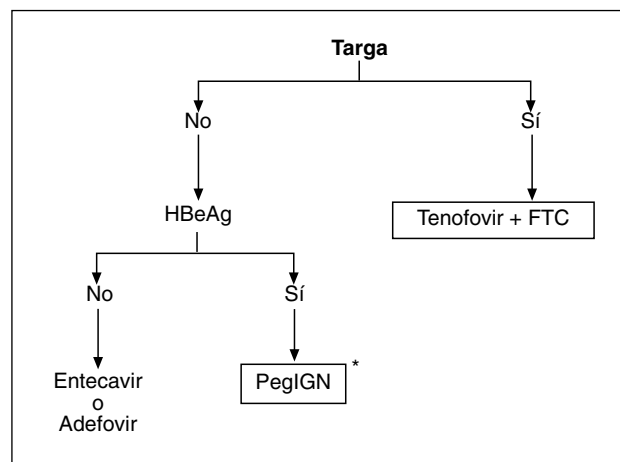 Targa
No
Sí
HBeAg
Tenofovir + FTC
No
Sí
Entecavir
o
Adefovir
PegIGN *